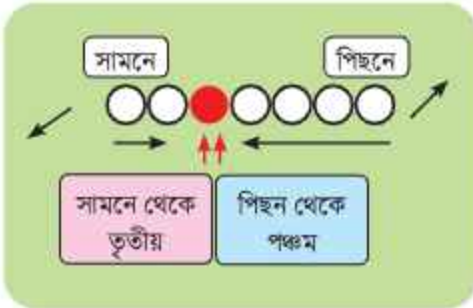 সামনে
পিছনে
সামনে থেকে
তৃতীয়
পিছন থেকে
পঞ্চম